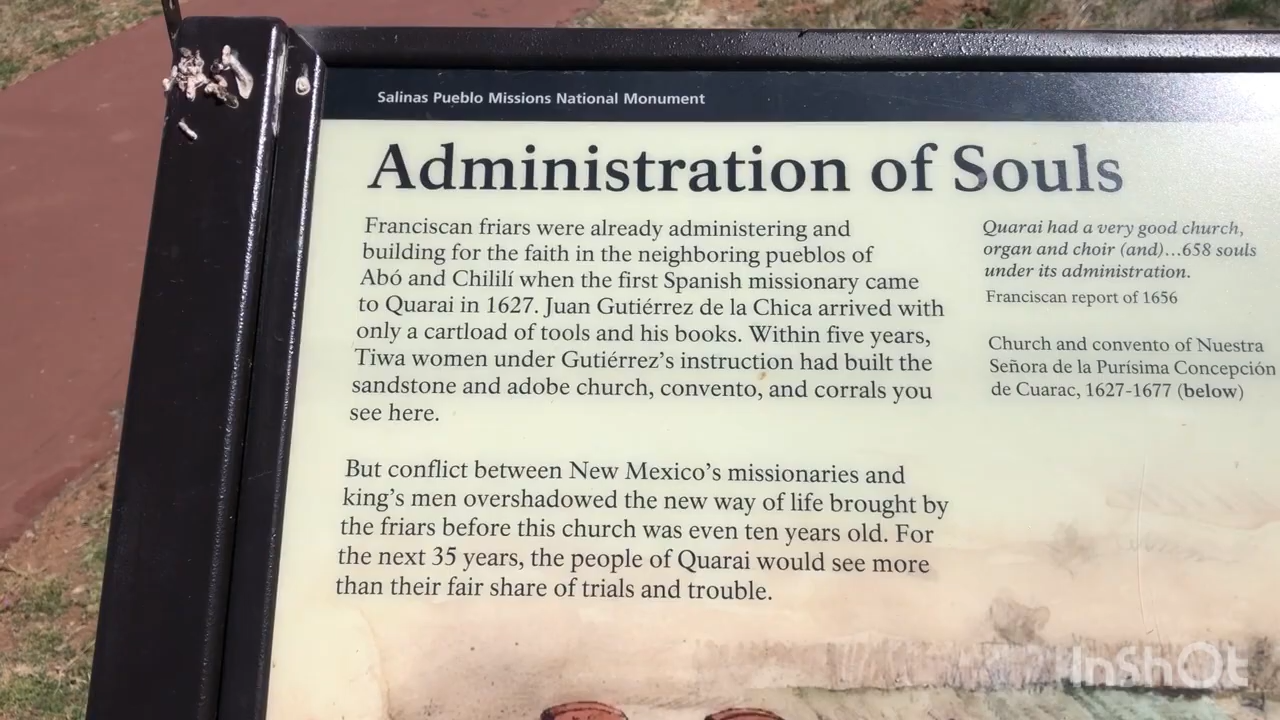 Salinas Pueblo Missions National Monument
Administration of Souls
Franciscan friars were already administering and
building for the faith in the neighboring pueblos of
Abó and Chililí when the first Spanish missionary came
to Quarai in 1627. Juan Gutiérrez de la Chica arrived with
only a cartload of tools and his books. Within five years,
Tiwa women under Gutiérrez's instruction had built the
sandstone and adobe church, convento, and corrals you
see here.
But conflict between New Mexico's missionaries and
king's men overshadowed the new way of life brought by
the friars before this church was even ten years old. For
the next 35 years, the people of Quarai would see more
than their fair share of trials and trouble.
Quarai had a very good church,
organ and choir (and)...658 souls
under its administration.
Franciscan report of 1656
Church and convento of Nuestra
Señora de la Purísima Concepción
de Cuarac, 1627-1677 (below)
InShOt